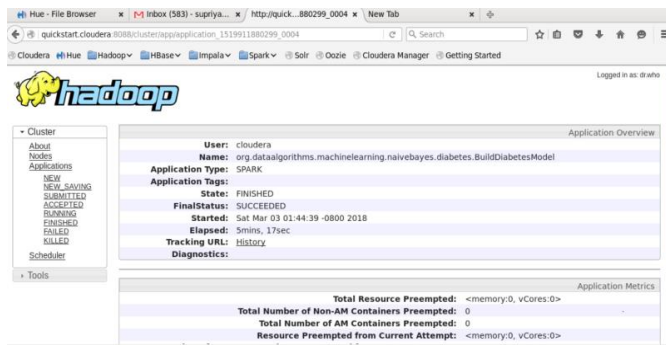 Hue - File Browser × Inbox (583) - supriya... × http://quick...880299_0004 × New Tab ×
quickstart.cloudera:8088/cluster/app/application_1519911880299_0004 Search
Cloudera Hue Hadoop HBase Impala Spark Solr Oozie Cloudera Manager Getting Started
Logged in as: dr.who
hadoop
Cluster
About
Nodes
Applications
NEW
NEW_SAVING
SUBMITTED
ACCEPTED
RUNNING
FINISHED
FAILED
KILLED
Scheduler
Tools
Application Overview
User: cloudera
Name: org.dataalgorithms.machinelearning.naivebayes.diabetes.BuildDiabetesModel
Application Type: SPARK
Application Tags:
State: FINISHED
FinalStatus: SUCCEEDED
Started: Sat Mar 03 01:44:39 -0800 2018
Elapsed: 5mins, 17sec
Tracking URL: History
Diagnostics:
Application Metrics
Total Resource Preempted: <memory:0, vCores:0>
Total Number of Non-AM Containers Preempted: 0
Total Number of AM Containers Preempted: 0
Resource Preempted from Current Attempt: <memory:0, vCores:0>